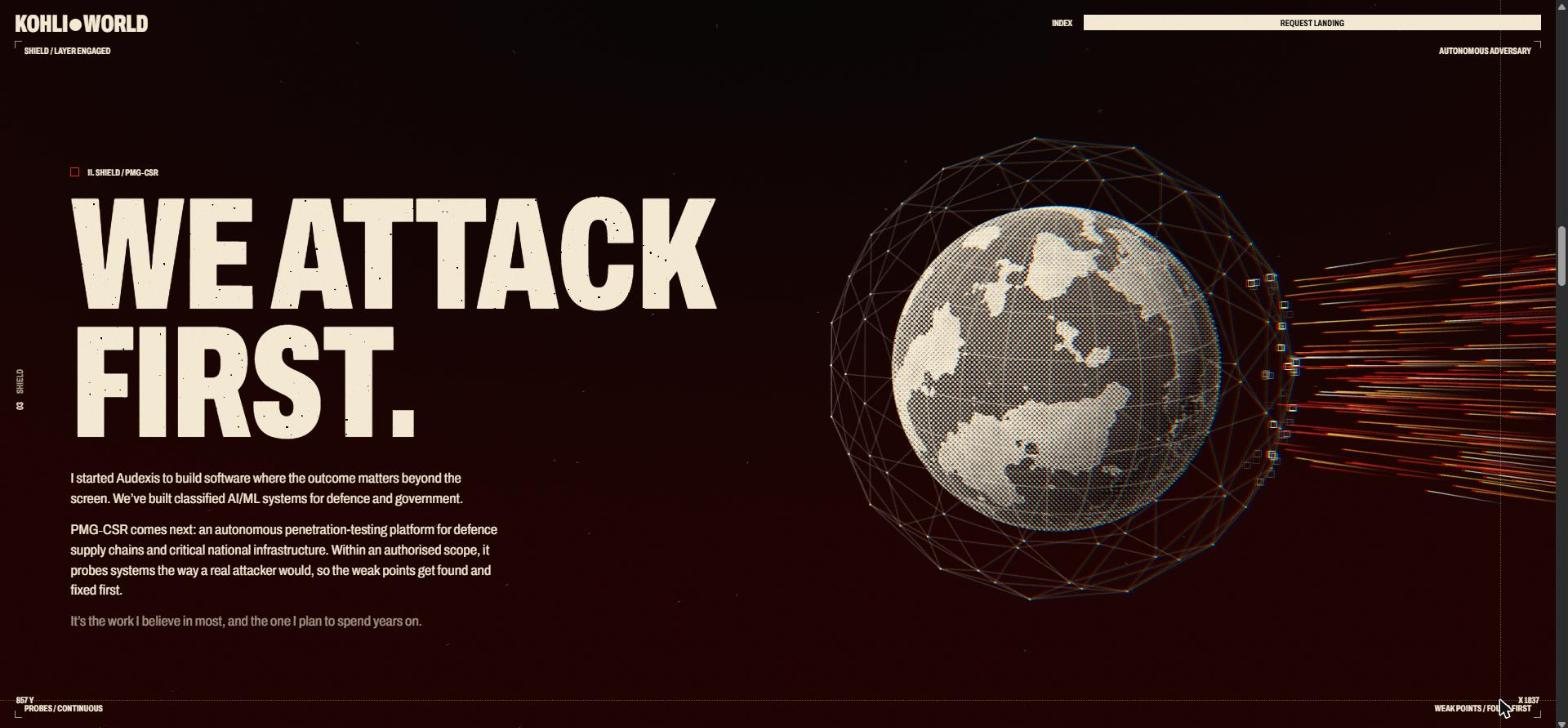 KOHLI●WORLD
INDEX
REQUEST LANDING
SHIELD / LAYER ENGAGED
AUTONOMOUS ADVERSARY
II. SHIELD / PMG-CSR
WE ATTACK
FIRST.
03 SHIELD
I started Audexis to build software where the outcome matters beyond the
screen. We've built classified AI/ML systems for defence and government.
PMG-CSR comes next: an autonomous penetration-testing platform for defence
supply chains and critical national infrastructure. Within an authorised scope, it
probes systems the way a real attacker would, so the weak points get found and
fixed first.
It's the work I believe in most, and the one I plan to spend years on.
857 Y
X 1837
PROBES / CONTINUOUS
WEAK POINTS / FIRST